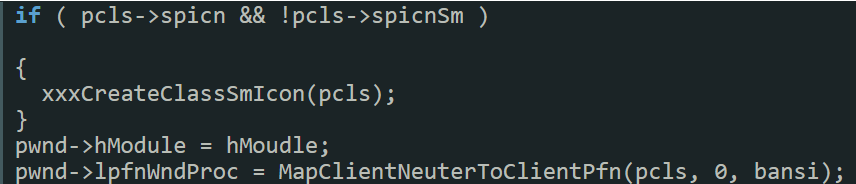 if ( pcls->spicn && !pcls->spicnSm )
{
xxxCreateClassSmIcon(pcls);
}
pwnd->hModule = hMoudle;
pwnd->lpfnWndProc = MapClientNeuterToClientPfn(pcls, 0, bansi);